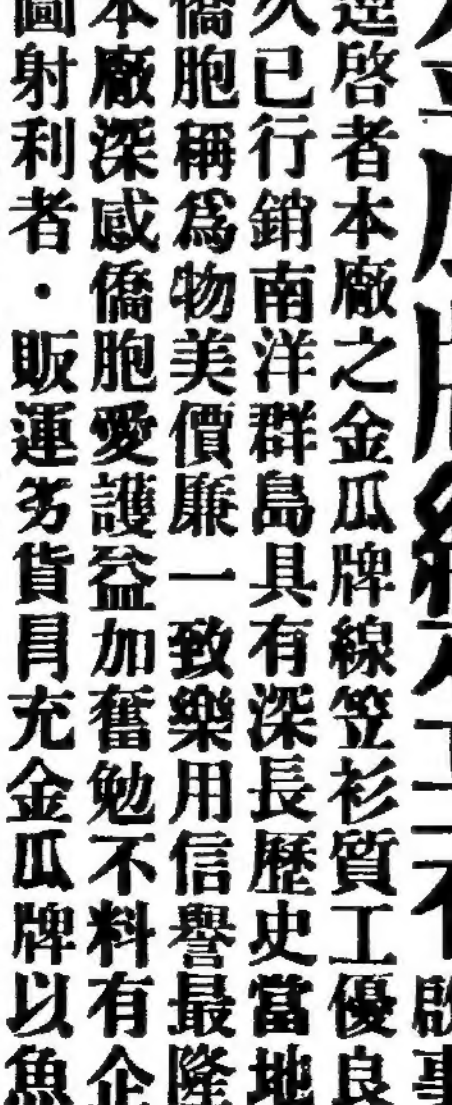 啟事
逕啓者本廠之金瓜牌線笠衫質工優良
久已行銷南洋群島具有深長歷史當地
僑胞稱爲物美價廉一致樂用信譽最隆
本廠深感僑胞愛護益加奮勉不料有企
圖射利者・販運劣貨冐充金瓜牌以魚